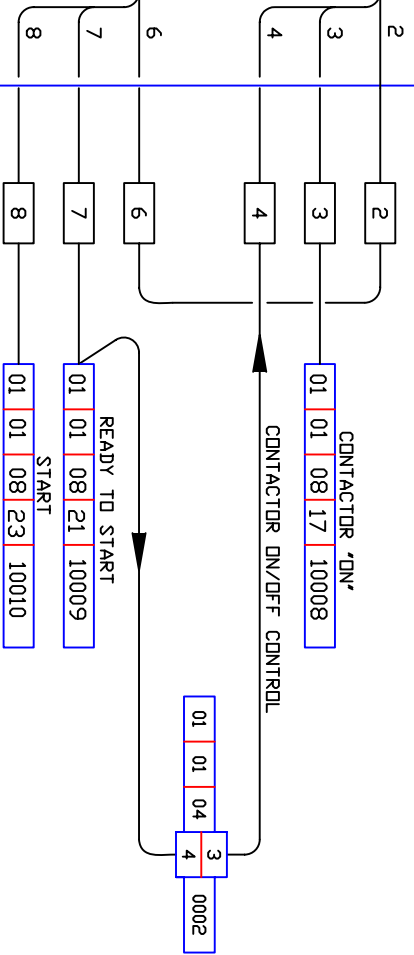 2
2
CONTACTOR "ON"
3
3 01 01 08 17 10008
4
CONTACTOR ON/OFF CONTROL
4
3
01 01 04 0002
4
6
6
READY TO START
7
7 01 01 08 21 10009
START
8
8 01 01 08 23 10010